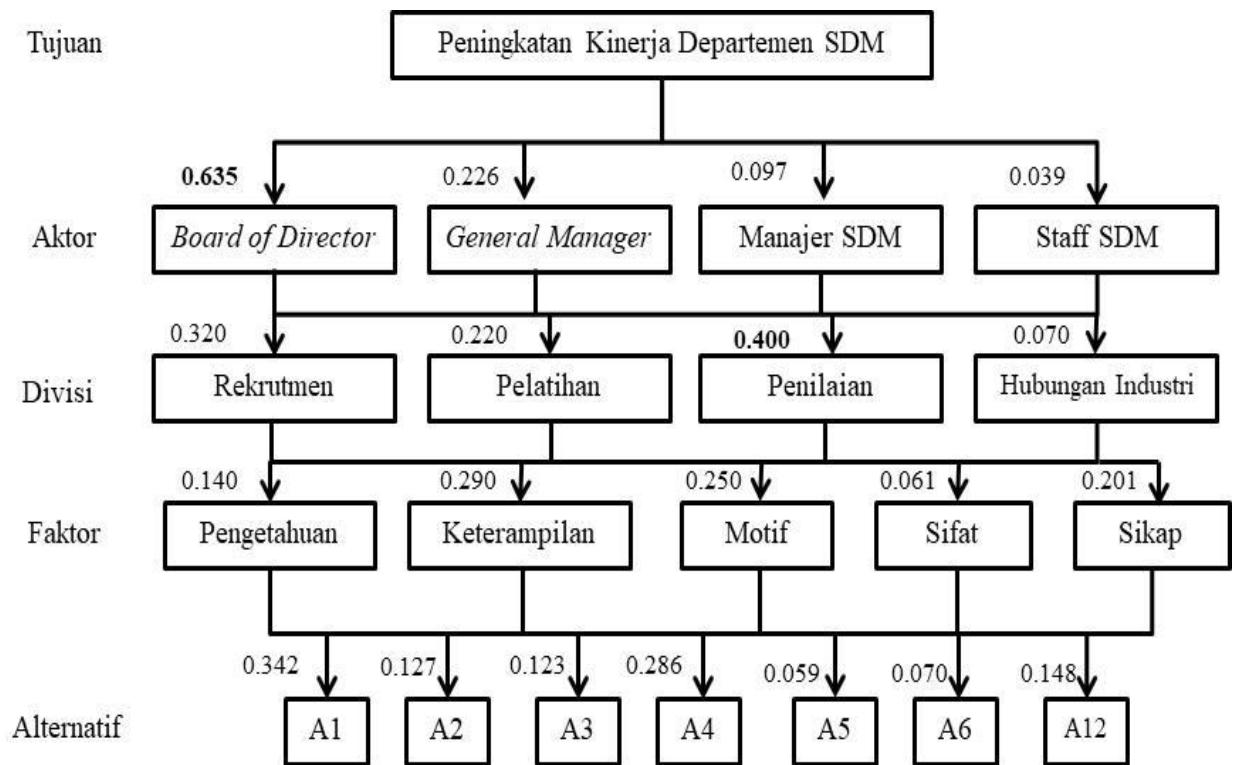 Tujuan
Peningkatan Kinerja Departemen SDM
0.635
0.226
0.097
0.039
Aktor
Board of Director
General Manager
Manajer SDM
Staff SDM
0.320
0.220
0.400
0.070
Divisi
Rekrutmen
Pelatihan
Penilaian
Hubungan Industri
0.140
0.290
0.250
0.061
0.201
Faktor
Pengetahuan
Keterampilan
Motif
Sifat
Sikap
0.342
0.127
0.123
0.286
0.059
0.070
0.148
Alternatif
A1
A2
A3
A4
A5
A6
A12